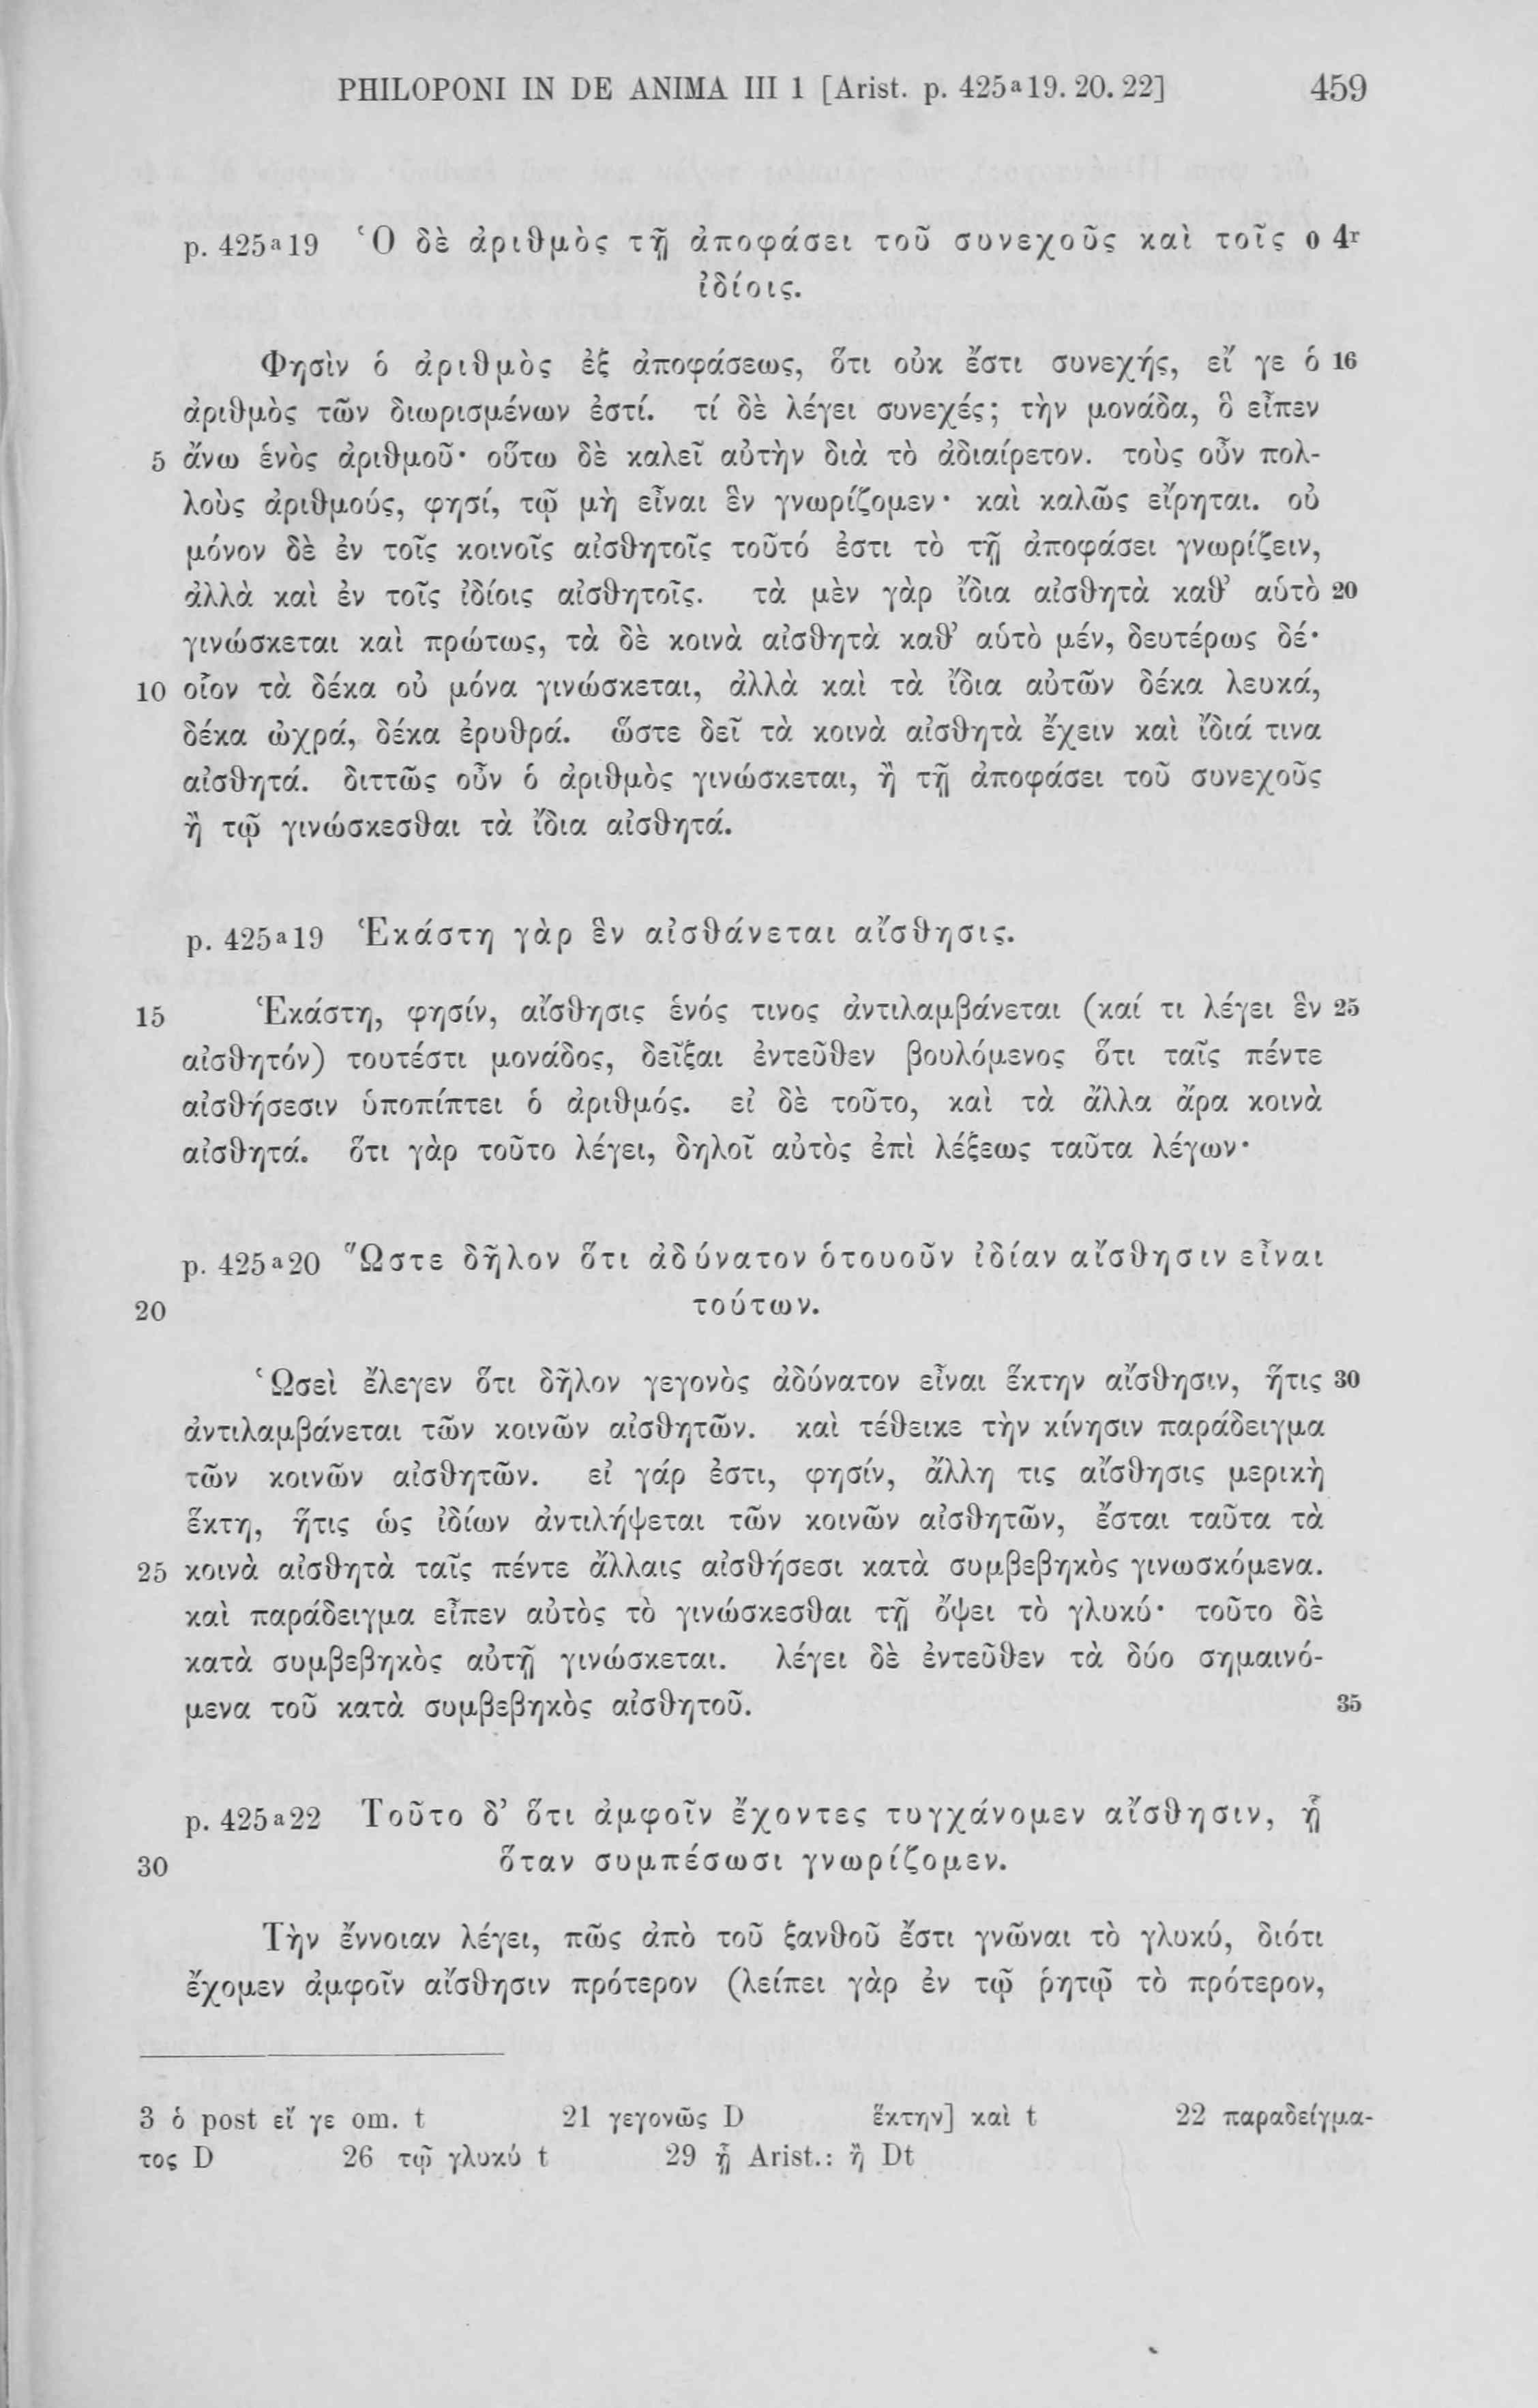 PHILOPONI IN DE ANIMA III 1 [Arist. p. 425ᵃ19. 20. 22] 459
p. 425ᵃ19 Ὁ δὲ ἀριθμὸς τῇ ἀποφάσει τοῦ συνεχοῦς καὶ τοῖς o 4ʳ
ἰδίοις.
Φησὶν ὁ ἀριθμὸς ἐξ ἀποφάσεως, ὅτι οὐκ ἔστι συνεχής, εἴ γε ὁ 16
ἀριθμὸς τῶν διωρισμένων ἐστί. τί δὲ λέγει συνεχές; τὴν μονάδα, ὃ εἶπεν
5 ἄνω ἑνὸς ἀριθμοῦ· οὕτω δὲ καλεῖ αὐτὴν διὰ τὸ ἀδιαίρετον. τοὺς οὖν πολ-
λοὺς ἀριθμούς, φησί, τῷ μὴ εἶναι ἓν γνωρίζομεν· καὶ καλῶς εἴρηται. οὐ
μόνον δὲ ἐν τοῖς κοινοῖς αἰσθητοῖς τοῦτό ἐστι τὸ τῇ ἀποφάσει γνωρίζειν,
ἀλλὰ καὶ ἐν τοῖς ἰδίοις αἰσθητοῖς. τὰ μὲν γὰρ ἴδια αἰσθητὰ καθ’ αὑτὸ 20
γινώσκεται καὶ πρώτως, τὰ δὲ κοινὰ αἰσθητὰ καθ’ αὑτὸ μέν, δευτέρως δέ·
10 οἷον τὰ δέκα οὐ μόνα γινώσκεται, ἀλλὰ καὶ τὰ ἴδια αὐτῶν δέκα λευκά,
δέκα ὠχρά, δέκα ἐρυθρά. ὥστε δεῖ τὰ κοινὰ αἰσθητὰ ἔχειν καὶ ἴδιά τινα
αἰσθητά. διττῶς οὖν ὁ ἀριθμὸς γινώσκεται, ἢ τῇ ἀποφάσει τοῦ συνεχοῦς
ἢ τῷ γινώσκεσθαι τὰ ἴδια αἰσθητά.
p. 425ᵃ19 Ἑκάστη γὰρ ἓν αἰσθάνεται αἴσθησις.
15 Ἑκάστη, φησίν, αἴσθησις ἑνός τινος ἀντιλαμβάνεται (καί τι λέγει ἓν 25
αἰσθητόν) τουτέστι μονάδος, δεῖξαι ἐντεῦθεν βουλόμενος ὅτι ταῖς πέντε
αἰσθήσεσιν ὑποπίπτει ὁ ἀριθμός. εἰ δὲ τοῦτο, καὶ τὰ ἄλλα ἄρα κοινὰ
αἰσθητά. ὅτι γὰρ τοῦτο λέγει, δηλοῖ αὐτὸς ἐπὶ λέξεως ταῦτα λέγων·
p. 425ᵃ20 Ὥστε δῆλον ὅτι ἀδύνατον ὁτουοῦν ἰδίαν αἴσθησιν εἶναι
20 τούτων.
Ὡσεὶ ἔλεγεν ὅτι δῆλον γεγονὸς ἀδύνατον εἶναι ἕκτην αἴσθησιν, ἥτις 30
ἀντιλαμβάνεται τῶν κοινῶν αἰσθητῶν. καὶ τέθεικε τὴν κίνησιν παράδειγμα
τῶν κοινῶν αἰσθητῶν. εἰ γάρ ἐστι, φησίν, ἄλλη τις αἴσθησις μερικὴ
ἕκτη, ἥτις ὡς ἰδίων ἀντιλήψεται τῶν κοινῶν αἰσθητῶν, ἔσται ταῦτα τὰ
25 κοινὰ αἰσθητὰ ταῖς πέντε ἄλλαις αἰσθήσεσι κατὰ συμβεβηκὸς γινωσκόμενα.
καὶ παράδειγμα εἶπεν αὐτὸς τὸ γινώσκεσθαι τῇ ὄψει τὸ γλυκύ· τοῦτο δὲ
κατὰ συμβεβηκὸς αὐτῇ γινώσκεται. λέγει δὲ ἐντεῦθεν τὰ δύο σημαινό-
μενα τοῦ κατὰ συμβεβηκὸς αἰσθητοῦ. 35
p. 425ᵃ22 Τοῦτο δ’ ὅτι ἀμφοῖν ἔχοντες τυγχάνομεν αἴσθησιν, ᾗ
30 ὅταν συμπέσωσι γνωρίζομεν.
Τὴν ἔννοιαν λέγει, πῶς ἀπὸ τοῦ ξανθοῦ ἔστι γνῶναι τὸ γλυκύ, διότι
ἔχομεν ἀμφοῖν αἴσθησιν πρότερον (λείπει γὰρ ἐν τῷ ῥητῷ τὸ πρότερον,
3 ὁ post εἴ γε om. t 21 γεγονῶς D ἕκτην] καὶ t 22 παραδείγμα-
τος D 26 τῷ γλυκύ t 29 ᾗ Arist.: ἢ Dt